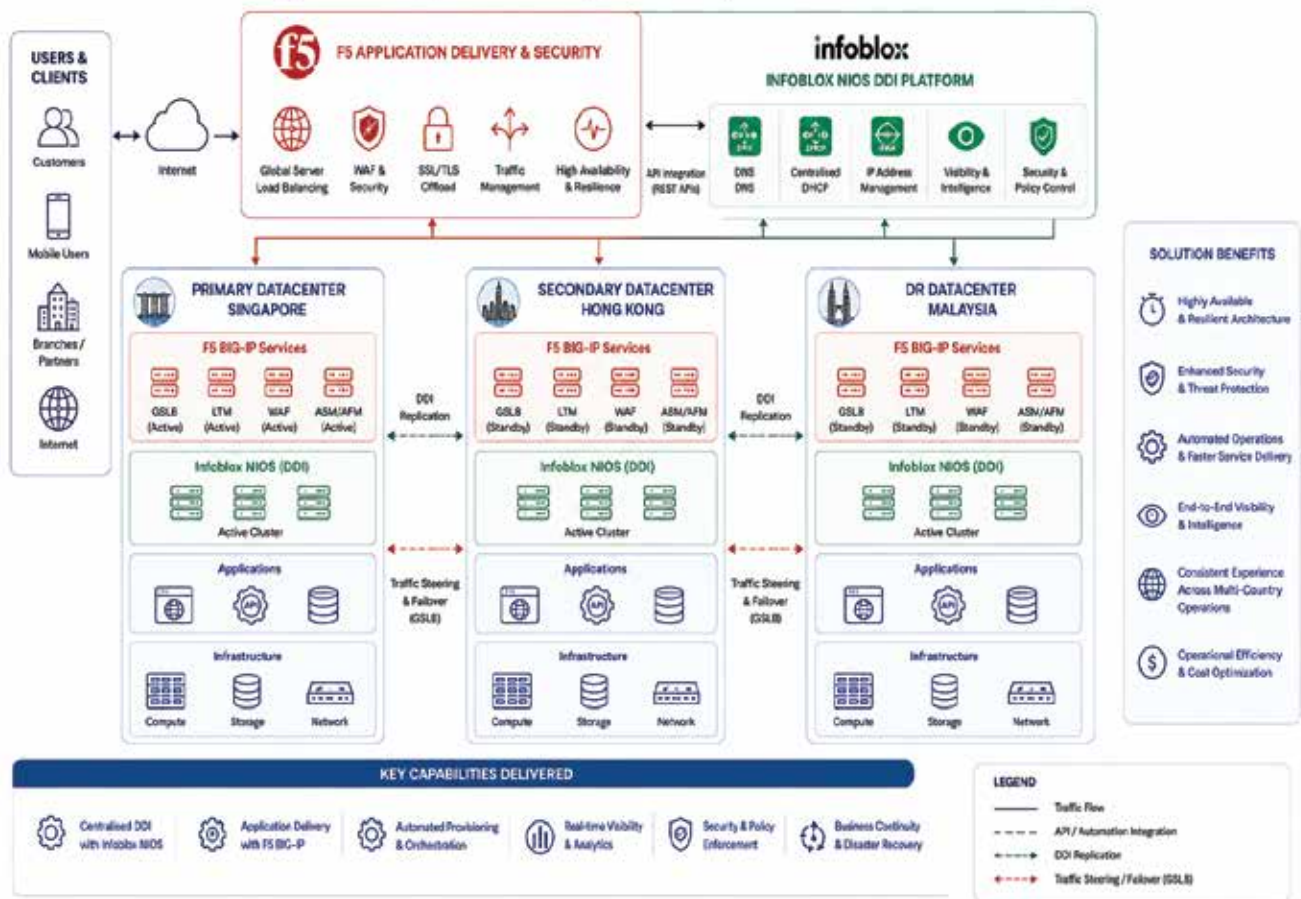 USERS &
CLIENTS
Customers
Mobile Users
Branches /
Partners
Internet
Internet
f5
F5 APPLICATION DELIVERY & SECURITY
Global Server
Load Balancing
WAF &
Security
SSL/TLS
Offload
Traffic
Management
High Availability
& Resilience
API Integration
(REST APIs)
infoblox
INFOBLOX NIOS DDI PLATFORM
DNS
DNS
Centralised
DHCP
IP Address
Management
Visibility &
Intelligence
Security &
Policy Control
PRIMARY DATACENTER
SINGAPORE
F5 BIG-IP Services
GSLB
(Active)
LTM
(Active)
WAF
(Active)
ASM/AFM
(Active)
Infoblox NIOS (DDI)
Active Cluster
Applications
API
Infrastructure
Compute
Storage
Network
DDI
Replication
Traffic Steering
& Failover
(GSLB)
SECONDARY DATACENTER
HONG KONG
F5 BIG-IP Services
GSLB
(Standby)
LTM
(Standby)
WAF
(Standby)
ASM/AFM
(Standby)
Infoblox NIOS (DDI)
Active Cluster
Applications
API
Infrastructure
Compute
Storage
Network
DDI
Replication
Traffic Steering
& Failover
(GSLB)
DR DATACENTER
MALAYSIA
F5 BIG-IP Services
GSLB
(Standby)
LTM
(Standby)
WAF
(Standby)
ASM/AFM
(Standby)
Infoblox NIOS (DDI)
Active Cluster
Applications
API
Infrastructure
Compute
Storage
Network
SOLUTION BENEFITS
Highly Available
& Resilient Architecture
Enhanced Security
& Threat Protection
Automated Operations
& Faster Service Delivery
End-to-End Visibility
& Intelligence
Consistent Experience
Across Multi-Country
Operations
$
Operational Efficiency
& Cost Optimization
KEY CAPABILITIES DELIVERED
Centralised DDI
with Infoblox NIOS
Application Delivery
with F5 BIG-IP
Automated Provisioning
& Orchestration
Real-time Visibility
& Analytics
Security & Policy
Enforcement
Business Continuity
& Disaster Recovery
LEGEND
Traffic Flow
API / Automation Integration
DDI Replication
Traffic Steering / Failover (GSLB)